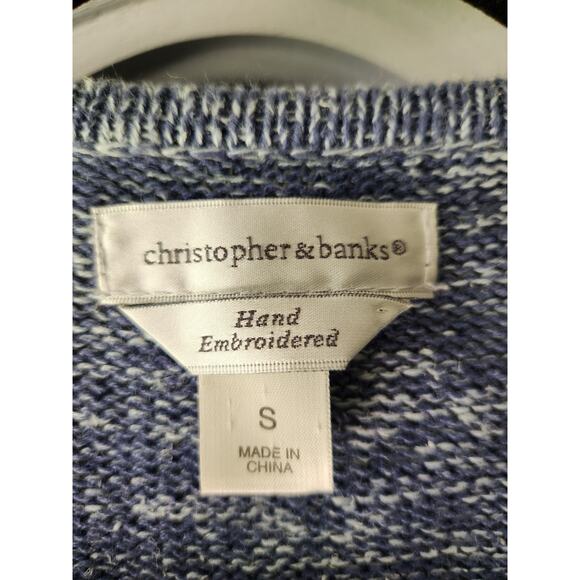 christopher & banks®
Hand
Embroidered
S
MADE IN
CHINA